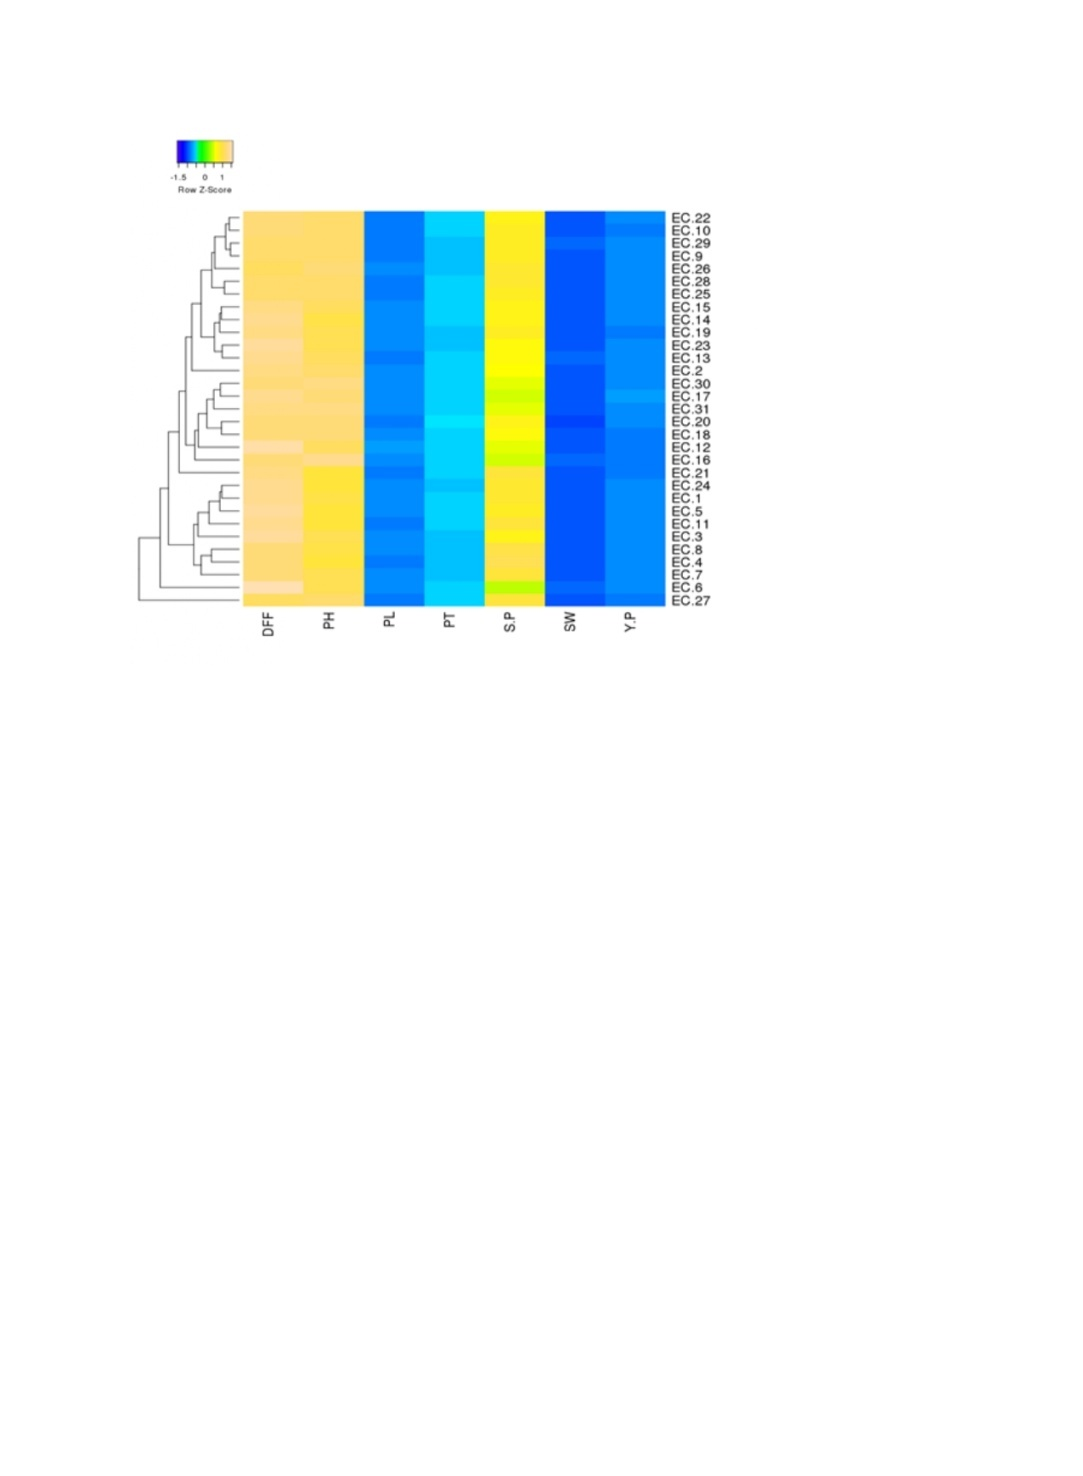 -1.5 0 1
Row Z-Score
EC.22
EC.10
EC.29
EC.9
EC.26
EC.28
EC.25
EC.15
EC.14
EC.19
EC.23
EC.13
EC.2
EC.30
EC.17
EC.31
EC.20
EC.18
EC.12
EC.16
EC.21
EC.24
EC.1
EC.5
EC.11
EC.3
EC.8
EC.4
EC.7
EC.6
EC.27
DFF PH PL PT S.P SW Y.P